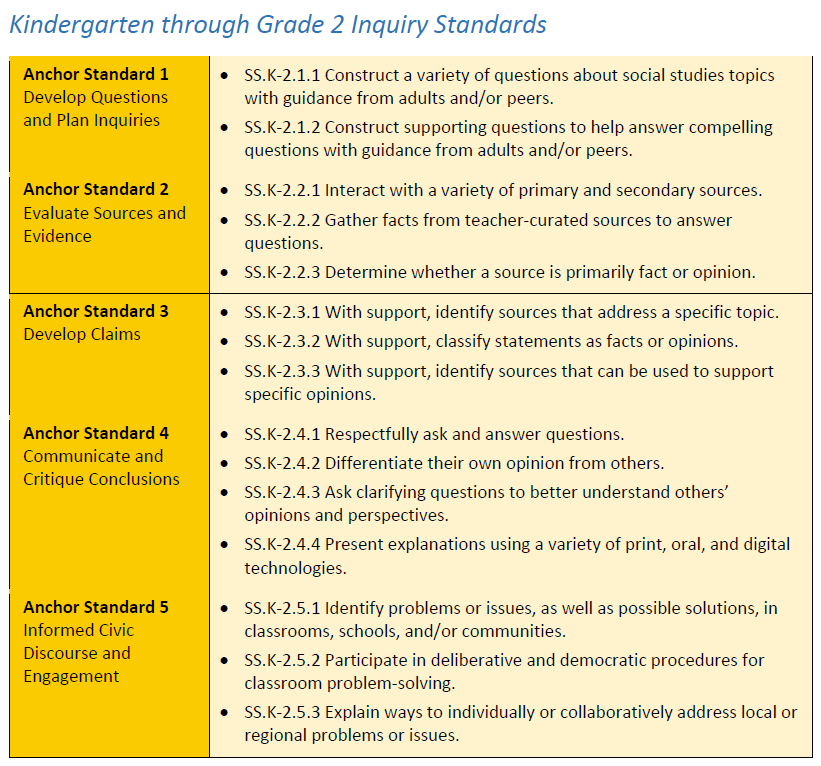 Kindergarten through Grade 2 Inquiry Standards
Anchor Standard 1
Develop Questions
and Plan Inquiries
• SS.K-2.1.1 Construct a variety of questions about social studies topics
with guidance from adults and/or peers.
• SS.K-2.1.2 Construct supporting questions to help answer compelling
questions with guidance from adults and/or peers.
Anchor Standard 2
Evaluate Sources and
Evidence
• SS.K-2.2.1 Interact with a variety of primary and secondary sources.
• SS.K-2.2.2 Gather facts from teacher-curated sources to answer
questions.
• SS.K-2.2.3 Determine whether a source is primarily fact or opinion.
Anchor Standard 3
Develop Claims
• SS.K-2.3.1 With support, identify sources that address a specific topic.
• SS.K-2.3.2 With support, classify statements as facts or opinions.
• SS.K-2.3.3 With support, identify sources that can be used to support
specific opinions.
Anchor Standard 4
Communicate and
Critique Conclusions
• SS.K-2.4.1 Respectfully ask and answer questions.
• SS.K-2.4.2 Differentiate their own opinion from others.
• SS.K-2.4.3 Ask clarifying questions to better understand others’
opinions and perspectives.
• SS.K-2.4.4 Present explanations using a variety of print, oral, and digital
technologies.
Anchor Standard 5
Informed Civic
Discourse and
Engagement
• SS.K-2.5.1 Identify problems or issues, as well as possible solutions, in
classrooms, schools, and/or communities.
• SS.K-2.5.2 Participate in deliberative and democratic procedures for
classroom problem-solving.
• SS.K-2.5.3 Explain ways to individually or collaboratively address local or
regional problems or issues.